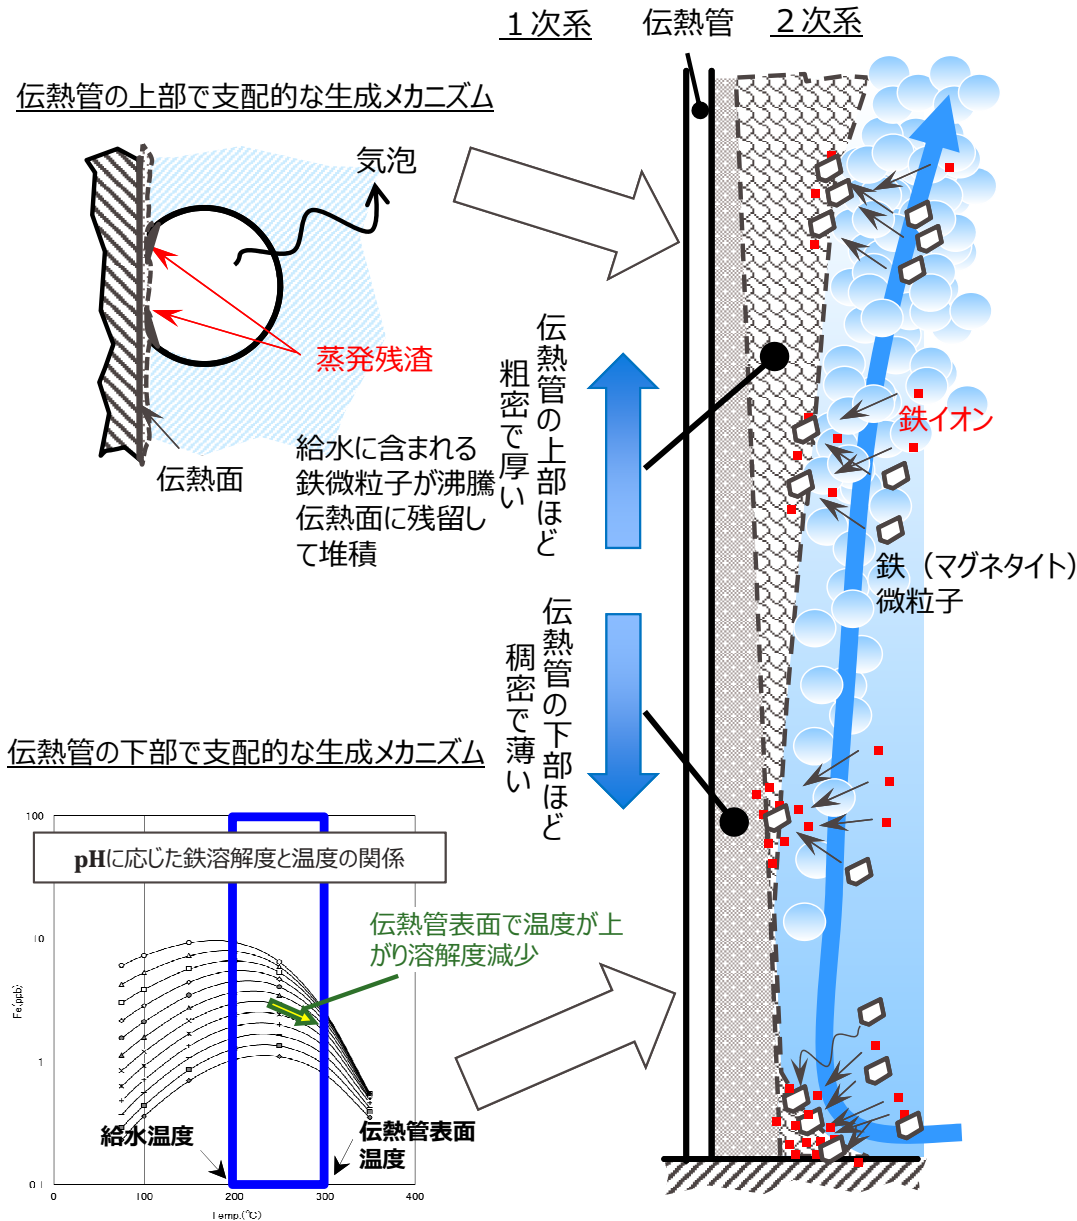 １次系
伝熱管
２次系
伝熱管の上部で支配的な生成メカニズム
気泡
蒸発残渣
伝熱面
給水に含まれる
鉄微粒子が沸騰
伝熱面に残留し
て堆積
伝熱管の上部ほど
粗密で厚い
鉄イオン
鉄（マグネタイト）
微粒子
伝熱管の下部ほど
稠密で薄い
伝熱管の下部で支配的な生成メカニズム
pHに応じた鉄溶解度と温度の関係
伝熱管表面で温度が上
がり溶解度減少
100
10
1
0.1
Fe(ppb)
給水温度
伝熱管表面
温度
0
100
200
300
400
Temp.(℃)